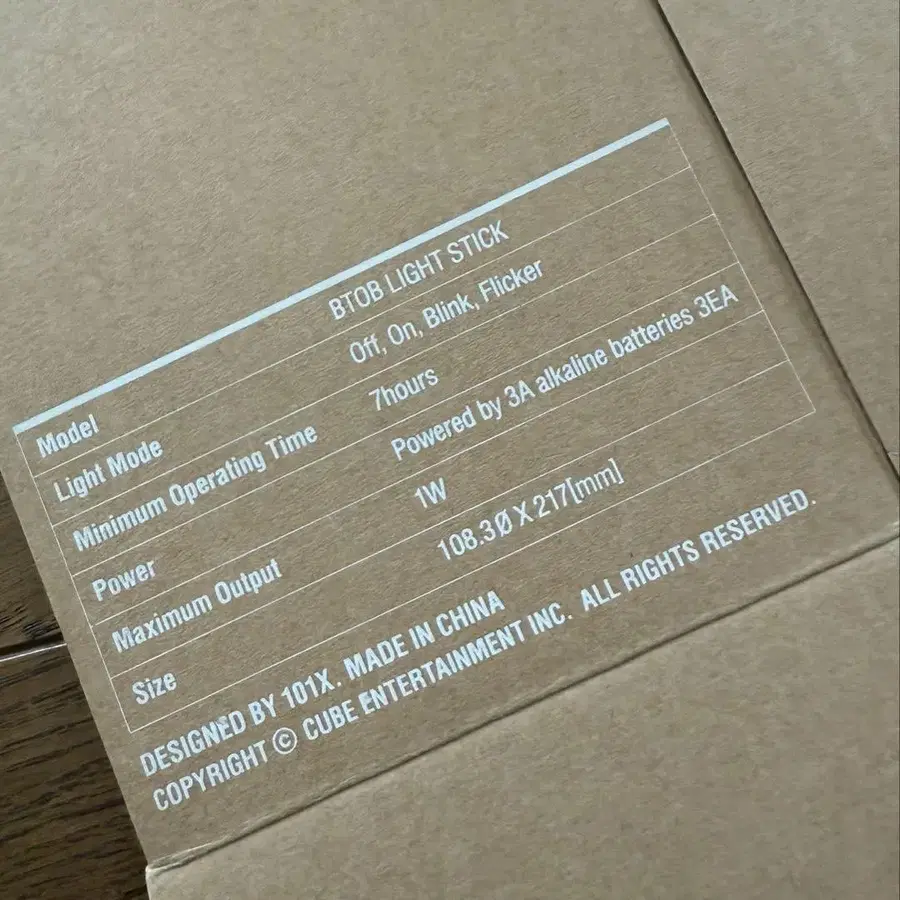 Model BTOB LIGHT STICK
Light Mode Off, On, Blink, Flicker
Minimum Operating Time 7hours
Power Powered by 3A alkaline batteries 3EA
Maximum Output 1W
Size 108.3Ø X 217[mm]
DESIGNED BY 101X. MADE IN CHINA
COPYRIGHT © CUBE ENTERTAINMENT INC. ALL RIGHTS RESERVED.